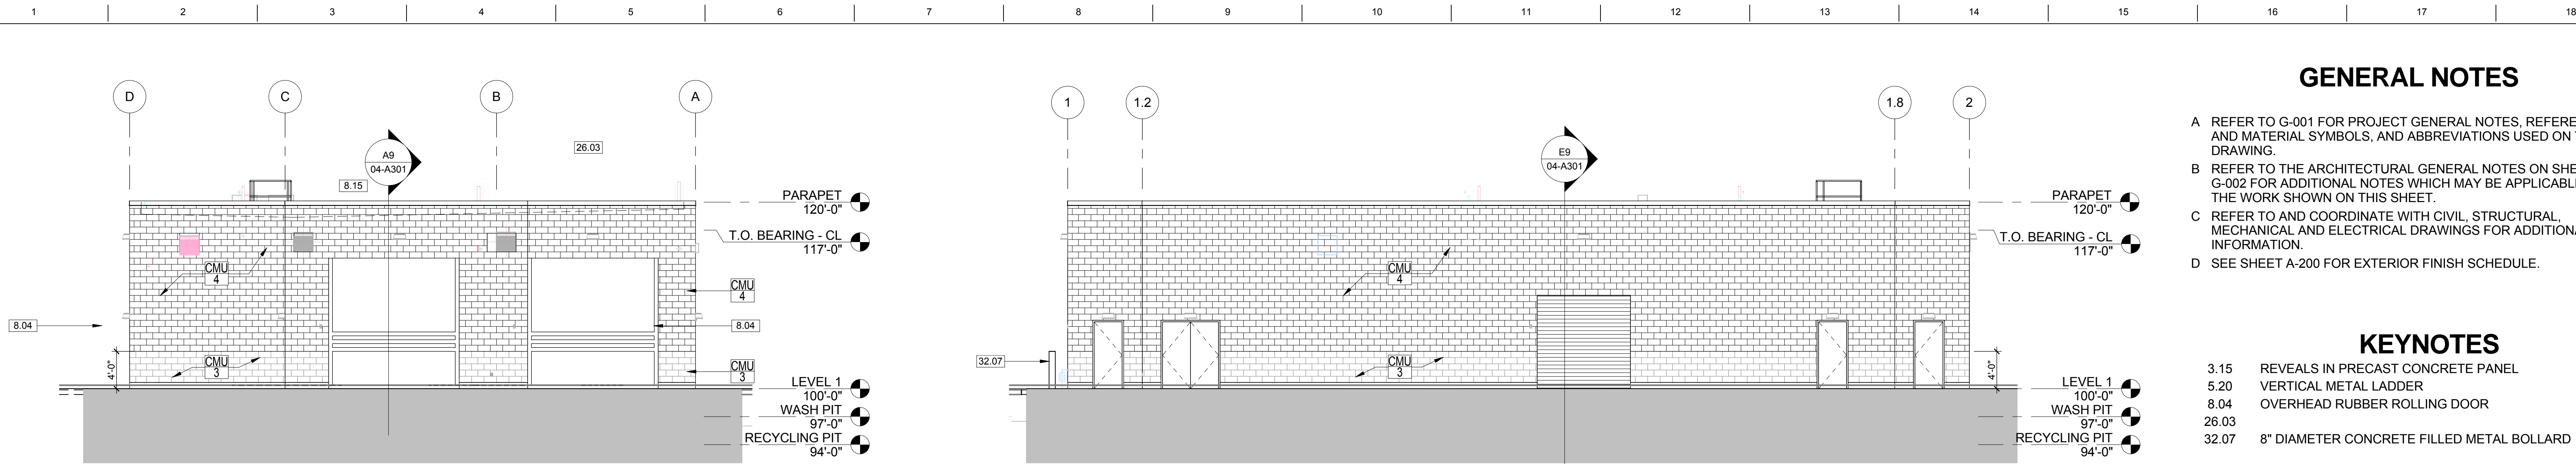 1 2 3 4 5 6 7 8 9 10 11 12 13 14 15 16 17 18
D C B A
A9
04-A301
8.15
26.03
PARAPET
120'-0"
T.O. BEARING - CL
117'-0"
CMU
4
CMU
4
8.04
8.04
CMU
3
CMU
3
4'-0"
LEVEL 1
100'-0"
WASH PIT
97'-0"
RECYCLING PIT
94'-0"
1 1.2 1.8 2
E9
04-A301
PARAPET
120'-0"
T.O. BEARING - CL
117'-0"
CMU
4
32.07
CMU
3
4'-0"
LEVEL 1
100'-0"
WASH PIT
97'-0"
RECYCLING PIT
94'-0"
GENERAL NOTES
A REFER TO G-001 FOR PROJECT GENERAL NOTES, REFERE
AND MATERIAL SYMBOLS, AND ABBREVIATIONS USED ON
DRAWING.
B REFER TO THE ARCHITECTURAL GENERAL NOTES ON SHE
G-002 FOR ADDITIONAL NOTES WHICH MAY BE APPLICABL
THE WORK SHOWN ON THIS SHEET.
C REFER TO AND COORDINATE WITH CIVIL, STRUCTURAL,
MECHANICAL AND ELECTRICAL DRAWINGS FOR ADDITIONA
INFORMATION.
D SEE SHEET A-200 FOR EXTERIOR FINISH SCHEDULE.
KEYNOTES
3.15 REVEALS IN PRECAST CONCRETE PANEL
5.20 VERTICAL METAL LADDER
8.04 OVERHEAD RUBBER ROLLING DOOR
26.03
32.07 8" DIAMETER CONCRETE FILLED METAL BOLLARD